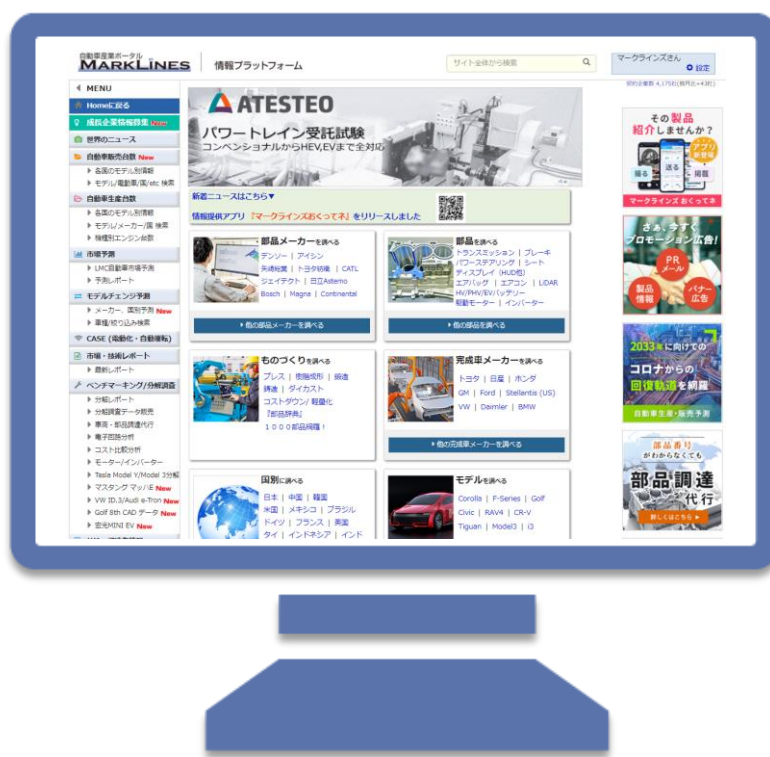 自動車産業ポータル
MARKLINES
情報プラットフォーム
サイト全体から検索
マークラインズさん
設定
契約企業数 4,175社(前月比+43社)
MENU
Homeに戻る
成長企業情報募集 New
世界のニュース
自動車販売台数 New
各国のモデル別情報
モデル/電動車/国/etc 検索
自動車生産台数
各国のモデル別情報
モデル/メーカー/国 検索
機種別エンジン台数
市場予測
LMC自動車市場予測
予測レポート
モデルチェンジ予測
メーカー、国別予測 New
車種/絞り込み検索
CASE (電動化・自動運転)
市場・技術レポート
最新レポート
ベンチマーキング/分解調査
分解レポート
分解調査データ販売
車両・部品調達代行
電子回路分析
コスト比較分析
モーター/インバーター
Tesla Model Y/Model 3分解
マスタング マッハE New
VW ID.3/Audi e-Tron New
Golf 8th CAD データ New
宏光MINI EV New
ATESTEO
パワートレイン受託試験
コンベンショナルからHEV,EVまで全対応
新着ニュースはこちら▼
情報提供アプリ 『マークラインズおくってネ』をリリースしました
部品メーカーを調べる
デンソー | アイシン
矢崎総業 | トヨタ紡織 | CATL
ジェイテクト | 日立Astemo
Bosch | Magna | Continental
他の部品メーカーを調べる
部品を調べる
トランスミッション | ブレーキ
パワーステアリング | シート
ディスプレイ (HUD他)
エアバッグ | エアコン | LiDAR
HV/PHV/EV/バッテリー
駆動モーター | インバーター
他の部品を調べる
ものづくりを調べる
プレス | 樹脂成形 | 鍛造
鋳造 | ダイカスト
コストダウン/ 軽量化
『部品辞典』
1000部品掲載！
完成車メーカーを調べる
トヨタ | 日産 | ホンダ
GM | Ford | Stellantis (US)
VW | Daimler | BMW
他の完成車メーカーを調べる
国別に調べる
日本 | 中国 | 韓国
米国 | メキシコ | ブラジル
ドイツ | フランス | 英国
タイ | インドネシア | インド
モデルを調べる
Corolla | F-Series | Golf
Civic | RAV4 | CR-V
Tiguan | Model3 | i3
その製品
紹介しませんか？
アプリ
新登場
撮る
送る
掲載
マークラインズ おくってネ
さぁ、今すぐ
プロモーション広告!
PR
メール
製品
情報
バナー
広告
2033年に向けての
コロナからの
回復軌道を網羅
自動車生産・販売予測
部品番号
がわからなくても
部品調達
代行
詳しくはこちら ▶